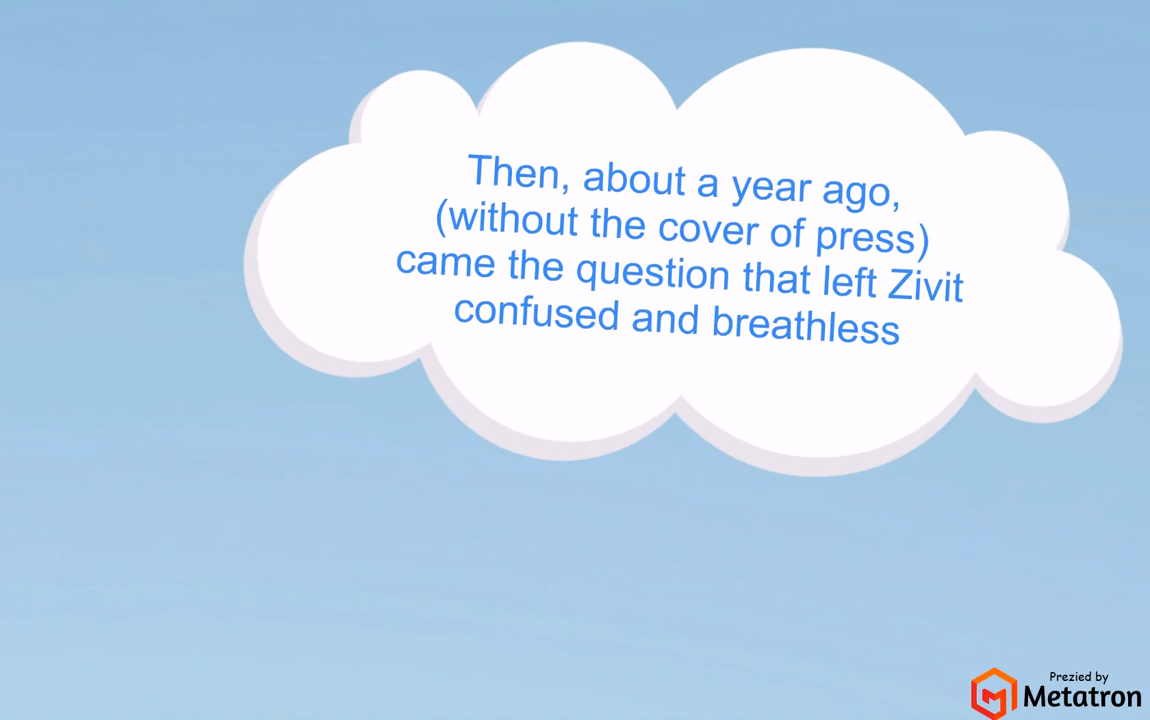 Then, about a year ago,
(without the cover of press)
came the question that left Zivit
confused and breathless
Prezied by
Metatron